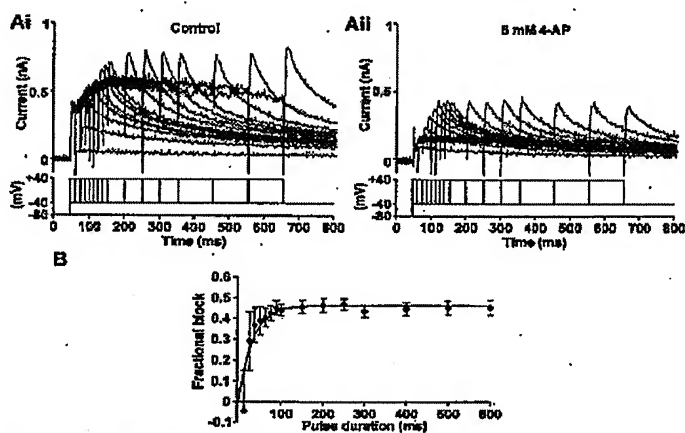 Ai
Control
Current (nA)
1
0.5
0
+40
-40
-80
(mV)
100 200 300 400 500 600 700 800
Time (ms)
Aii
5 mM 4-AP
Current (nA)
1
0.5
0
+40
-40
-80
(mV)
100 200 300 400 500 600 700 800
Time (ms)
B
Fractional block
0.6
0.5
0.4
0.3
0.2
0.1
0
-0.1
100 200 300 400 500 600
Pulse duration (ms)